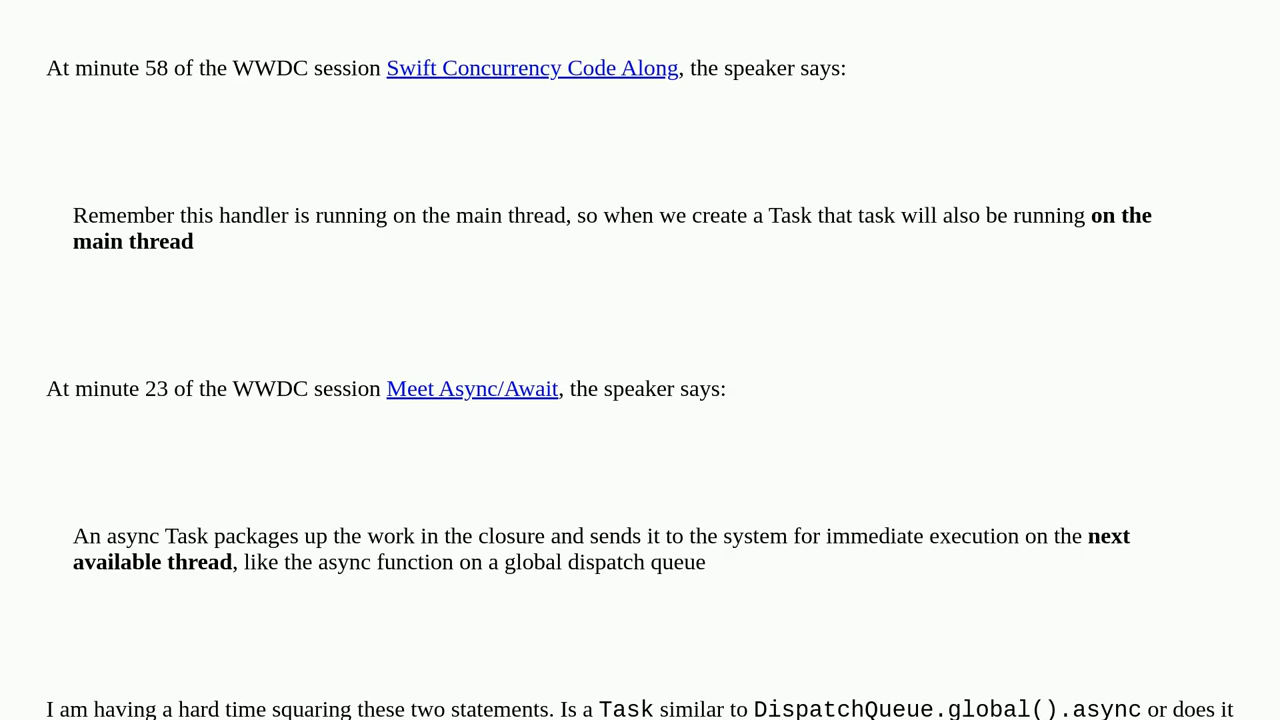 At minute 58 of the WWDC session Swift Concurrency Code Along, the speaker says:
Remember this handler is running on the main thread, so when we create a Task that task will also be running on the
main thread
At minute 23 of the WWDC session Meet Async/Await, the speaker says:
An async Task packages up the work in the closure and sends it to the system for immediate execution on the next
available thread, like the async function on a global dispatch queue
I am having a hard time squaring these two statements. Is a Task similar to DispatchQueue.global().async or does it